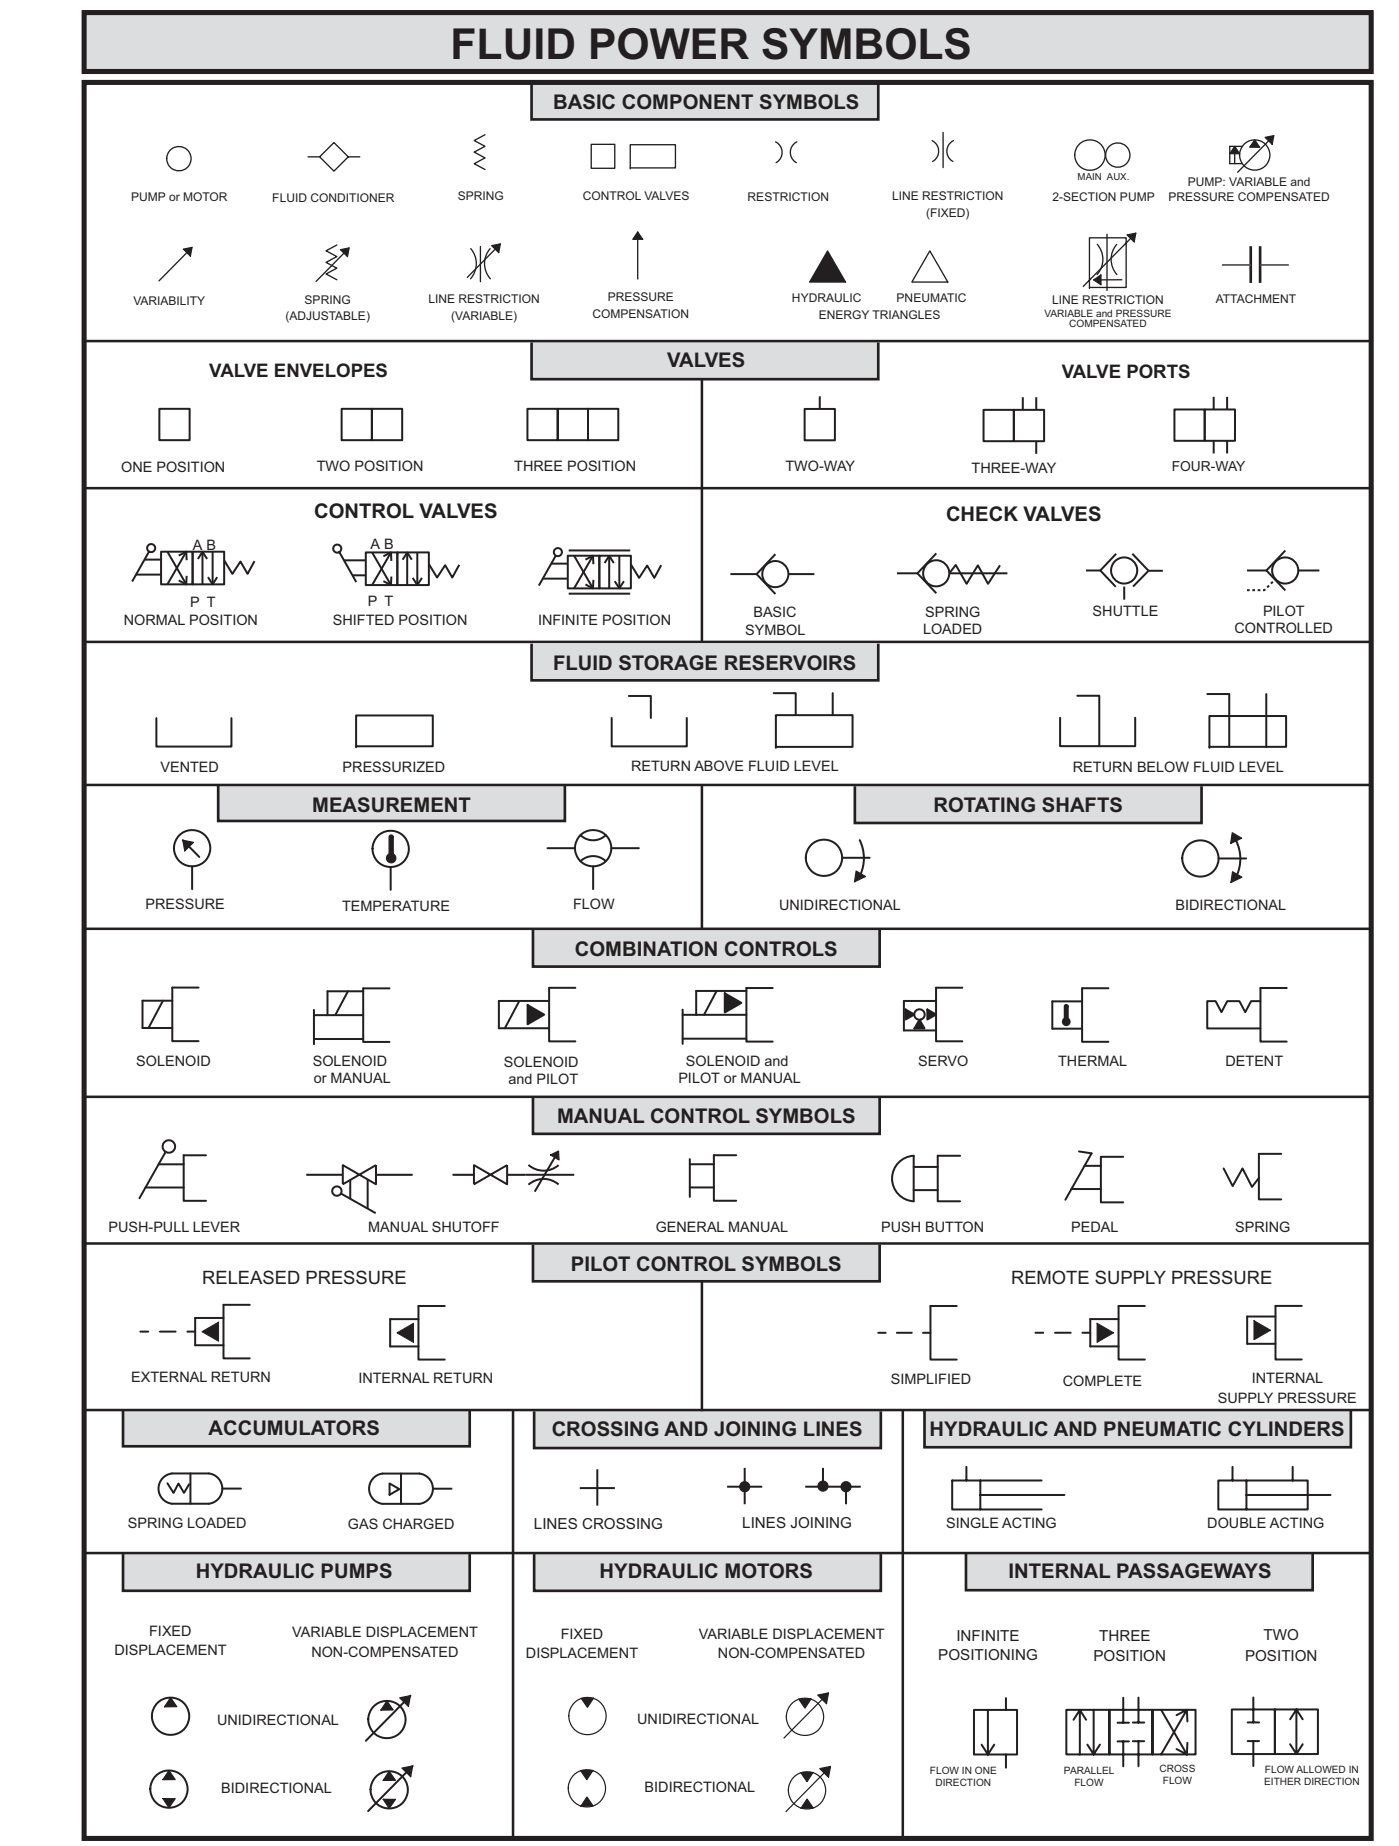 FLUID POWER SYMBOLS
BASIC COMPONENT SYMBOLS
PUMP or MOTOR
FLUID CONDITIONER
SPRING
CONTROL VALVES
RESTRICTION
LINE RESTRICTION
(FIXED)
MAIN AUX.
2-SECTION PUMP
PUMP: VARIABLE and
PRESSURE COMPENSATED
VARIABILITY
SPRING
(ADJUSTABLE)
LINE RESTRICTION
(VARIABLE)
PRESSURE
COMPENSATION
HYDRAULIC
PNEUMATIC
ENERGY TRIANGLES
LINE RESTRICTION
VARIABLE and PRESSURE
COMPENSATED
ATTACHMENT
VALVES
VALVE ENVELOPES
ONE POSITION
TWO POSITION
THREE POSITION
VALVE PORTS
TWO-WAY
THREE-WAY
FOUR-WAY
CONTROL VALVES
A B
P T
NORMAL POSITION
A B
P T
SHIFTED POSITION
INFINITE POSITION
CHECK VALVES
BASIC
SYMBOL
SPRING
LOADED
SHUTTLE
PILOT
CONTROLLED
FLUID STORAGE RESERVOIRS
VENTED
PRESSURIZED
RETURN ABOVE FLUID LEVEL
RETURN BELOW FLUID LEVEL
MEASUREMENT
PRESSURE
TEMPERATURE
FLOW
ROTATING SHAFTS
UNIDIRECTIONAL
BIDIRECTIONAL
COMBINATION CONTROLS
SOLENOID
SOLENOID
or MANUAL
SOLENOID
and PILOT
SOLENOID and
PILOT or MANUAL
SERVO
THERMAL
DETENT
MANUAL CONTROL SYMBOLS
PUSH-PULL LEVER
MANUAL SHUTOFF
GENERAL MANUAL
PUSH BUTTON
PEDAL
SPRING
PILOT CONTROL SYMBOLS
RELEASED PRESSURE
EXTERNAL RETURN
INTERNAL RETURN
REMOTE SUPPLY PRESSURE
SIMPLIFIED
COMPLETE
INTERNAL
SUPPLY PRESSURE
ACCUMULATORS
SPRING LOADED
GAS CHARGED
CROSSING AND JOINING LINES
LINES CROSSING
LINES JOINING
HYDRAULIC AND PNEUMATIC CYLINDERS
SINGLE ACTING
DOUBLE ACTING
HYDRAULIC PUMPS
FIXED
DISPLACEMENT
VARIABLE DISPLACEMENT
NON-COMPENSATED
UNIDIRECTIONAL
BIDIRECTIONAL
HYDRAULIC MOTORS
FIXED
DISPLACEMENT
VARIABLE DISPLACEMENT
NON-COMPENSATED
UNIDIRECTIONAL
BIDIRECTIONAL
INTERNAL PASSAGEWAYS
INFINITE
POSITIONING
THREE
POSITION
TWO
POSITION
FLOW IN ONE
DIRECTION
PARALLEL
FLOW
CROSS
FLOW
FLOW ALLOWED IN
EITHER DIRECTION